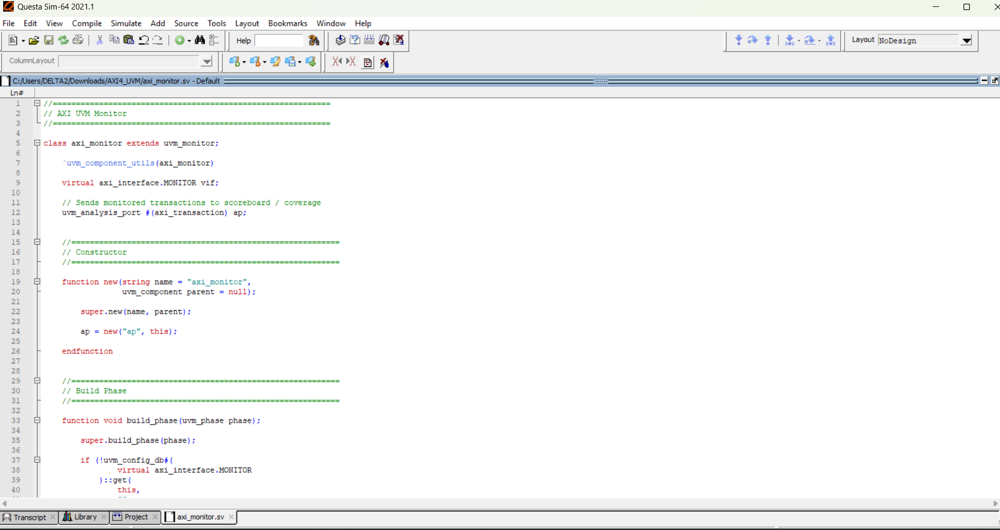 Questa Sim-64 2021.1
File Edit View Compile Simulate Add Source Tools Layout Bookmarks Window Help
Help
Layout NoDesign
ColumnLayout
C:/Users/DELTA2/Downloads/AXI4_UVM/axi_monitor.sv - Default
Ln#
1 //============================================================
2 // AXI UVM Monitor
3 //============================================================
4
5 class axi_monitor extends uvm_monitor;
6
7 `uvm_component_utils(axi_monitor)
8
9 virtual axi_interface.MONITOR vif;
10
11 // Sends monitored transactions to scoreboard / coverage
12 uvm_analysis_port #(axi_transaction) ap;
13
14
15 //==========================================================
16 // Constructor
17 //==========================================================
18
19 function new(string name = "axi_monitor",
20 uvm_component parent = null);
21
22 super.new(name, parent);
23
24 ap = new("ap", this);
25
26 endfunction
27
28
29 //==========================================================
30 // Build Phase
31 //==========================================================
32
33 function void build_phase(uvm_phase phase);
34
35 super.build_phase(phase);
36
37 if (!uvm_config_db#(
38 virtual axi_interface.MONITOR
39 )::get(
40 this,
Transcript Library Project axi_monitor.sv